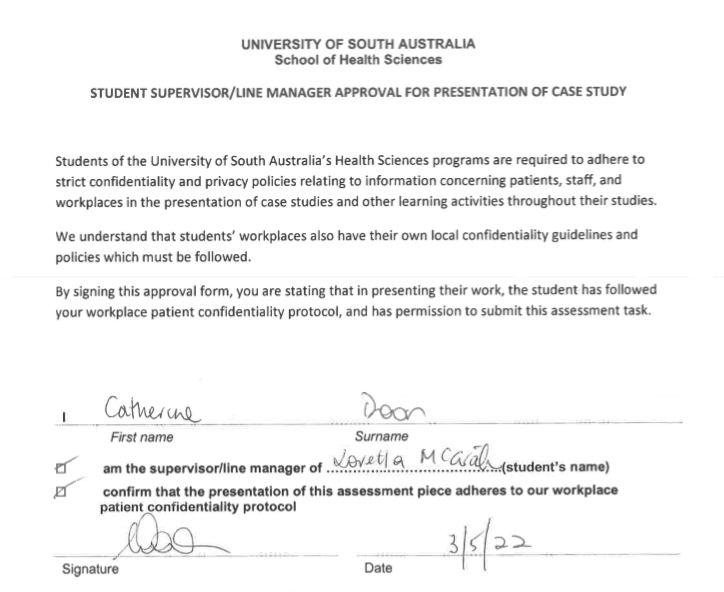 UNIVERSITY OF SOUTH AUSTRALIA
School of Health Sciences
STUDENT SUPERVISOR/LINE MANAGER APPROVAL FOR PRESENTATION OF CASE STUDY
Students of the University of South Australia's Health Sciences programs are required to adhere to
strict confidentiality and privacy policies relating to information concerning patients, staff, and
workplaces in the presentation of case studies and other learning activities throughout their studies.
We understand that students' workplaces also have their own local confidentiality guidelines and
policies which must be followed.
By signing this approval form, you are stating that in presenting their work, the student has followed
your workplace patient confidentiality protocol, and has permission to submit this assessment task.
I Catherine
First name Surname
am the supervisor/line manager of Loretta (student's name)
confirm that the presentation of this assessment piece adheres to our workplace
patient confidentiality protocol
3/5/22
Signature Date